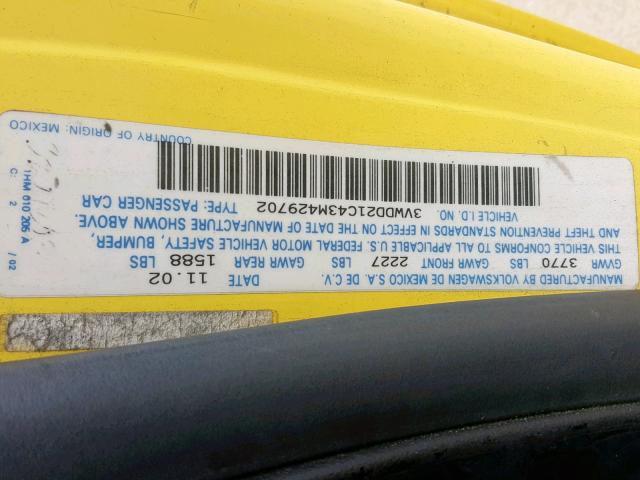 MANUFACTURED BY VOLKSWAGEN DE MEXICO S.A. DE C.V. DATE 11.02
GVWR 3770 LBS GAWR FRONT 2227 LBS GAWR REAR 1588 LBS
THIS VEHICLE CONFORMS TO ALL APPLICABLE U.S. FEDERAL MOTOR VEHICLE SAFETY, BUMPER,
AND THEFT PREVENTION STANDARDS IN EFFECT ON THE DATE OF MANUFACTURE SHOWN ABOVE.
VEHICLE I.D. NO. 3VWDD21C43M429702 TYPE: PASSENGER CAR
COUNTRY OF ORIGIN: MEXICO
1HM 010 205 A
C. 2 /02